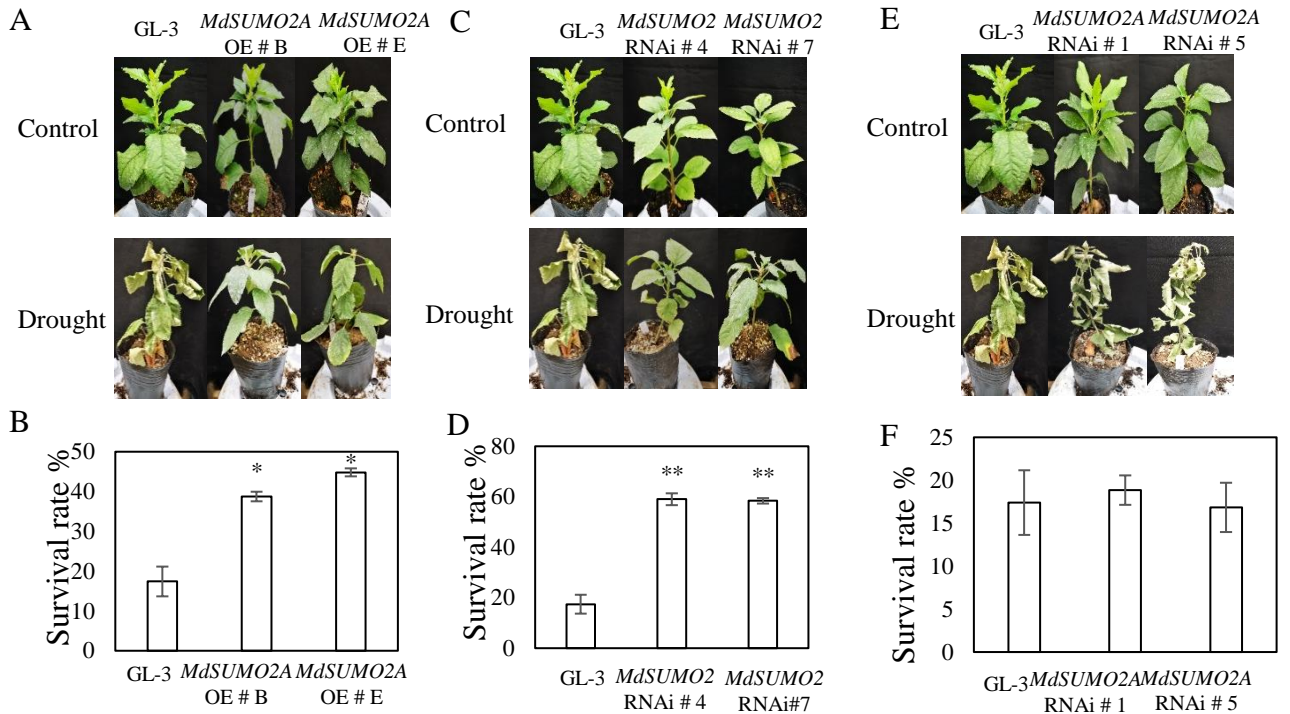 A
GL-3 MdSUMO2A OE # B MdSUMO2A OE # E
Control
Drought
B
Survival rate %
50
40
30
20
10
0
* *
GL-3 MdSUMO2A OE # B MdSUMO2A OE # E
C
GL-3 MdSUMO2 RNAi # 4 MdSUMO2 RNAi # 7
Control
Drought
D
Survival rate %
80
60
40
20
0
** **
GL-3 MdSUMO2 RNAi # 4 MdSUMO2 RNAi#7
E
GL-3 MdSUMO2A RNAi # 1 MdSUMO2A RNAi # 5
Control
Drought
F
Survival rate %
25
20
15
10
5
0
GL-3 MdSUMO2A RNAi # 1 MdSUMO2A RNAi # 5